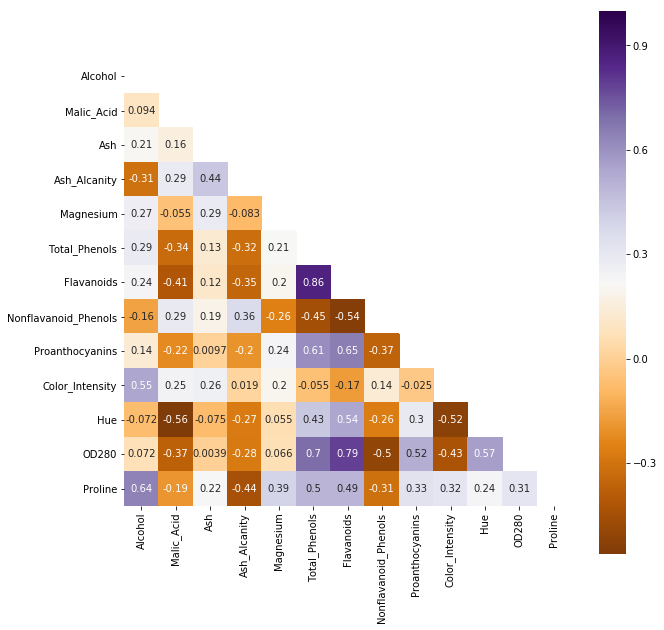 Alcohol
Malic_Acid 0.094
Ash 0.21 0.16
Ash_Alcanity -0.31 0.29 0.44
Magnesium 0.27 -0.055 0.29 -0.083
Total_Phenols 0.29 -0.34 0.13 -0.32 0.21
Flavanoids 0.24 -0.41 0.12 -0.35 0.2 0.86
Nonflavanoid_Phenols -0.16 0.29 0.19 0.36 -0.26 -0.45 -0.54
Proanthocyanins 0.14 -0.22 0.0097 -0.2 0.24 0.61 0.65 -0.37
Color_Intensity 0.55 0.25 0.26 0.019 0.2 -0.055 -0.17 0.14 -0.025
Hue -0.072 -0.56 -0.075 -0.27 0.055 0.43 0.54 -0.26 0.3 -0.52
OD280 0.072 -0.37 0.0039 -0.28 0.066 0.7 0.79 -0.5 0.52 -0.43 0.57
Proline 0.64 -0.19 0.22 -0.44 0.39 0.5 0.49 -0.31 0.33 0.32 0.24 0.31
Alcohol
Malic_Acid
Ash
Ash_Alcanity
Magnesium
Total_Phenols
Flavanoids
Nonflavanoid_Phenols
Proanthocyanins
Color_Intensity
Hue
OD280
Proline
0.9
0.6
0.3
0.0
−0.3